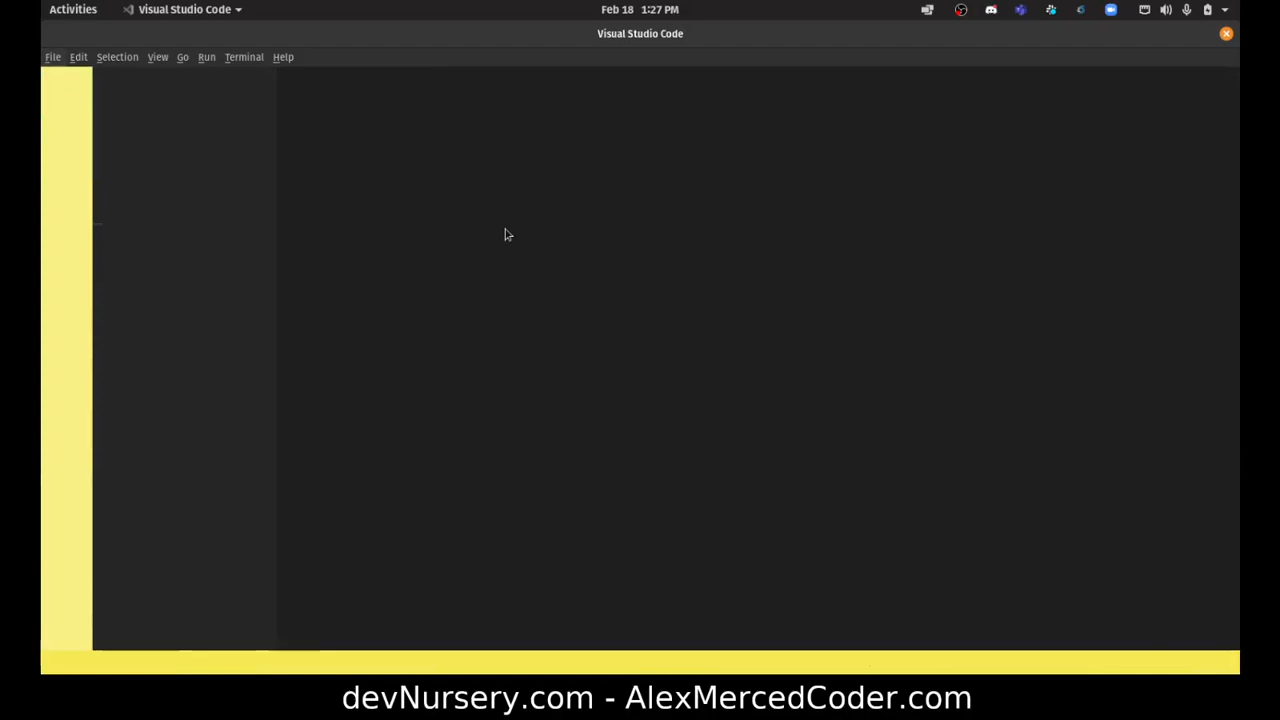 Activities Visual Studio Code Feb 18 1:27 PM
Visual Studio Code
File Edit Selection View Go Run Terminal Help
devNursery.com - AlexMercedCoder.com